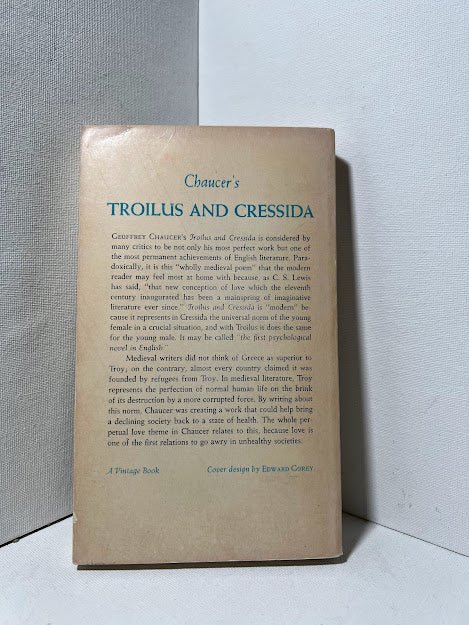 Chaucer's
TROILUS AND CRESSIDA
GEOFFREY CHAUCER'S Troilus and Cressida is considered by
many critics to be not only his most perfect work but one of
the most permanent achievements of English literature. Para-
doxically, it is this "wholly medieval poem" that the modern
reader may feel most at home with because, as C. S. Lewis
has said, "that new conception of love which the eleventh
century inaugurated has been a mainspring of imaginative
literature ever since." Troilus and Cressida is "modern" be-
cause it represents in Cressida the universal norm of the young
female in a crucial situation, and with Troilus it does the same
for the young male. It may be called "the first psychological
novel in English."
Medieval writers did not think of Greece as superior to
Troy; on the contrary, almost every country claimed it was
founded by refugees from Troy. In medieval literature, Troy
represents the perfection of normal human life on the brink
of its destruction by a more corrupted force. By writing about
this norm, Chaucer was creating a work that could help bring
a declining society back to a state of health. The whole per-
petual love theme in Chaucer relates to this, because love is
one of the first relations to go awry in unhealthy societies.
A Vintage Book Cover design by EDWARD GOREY